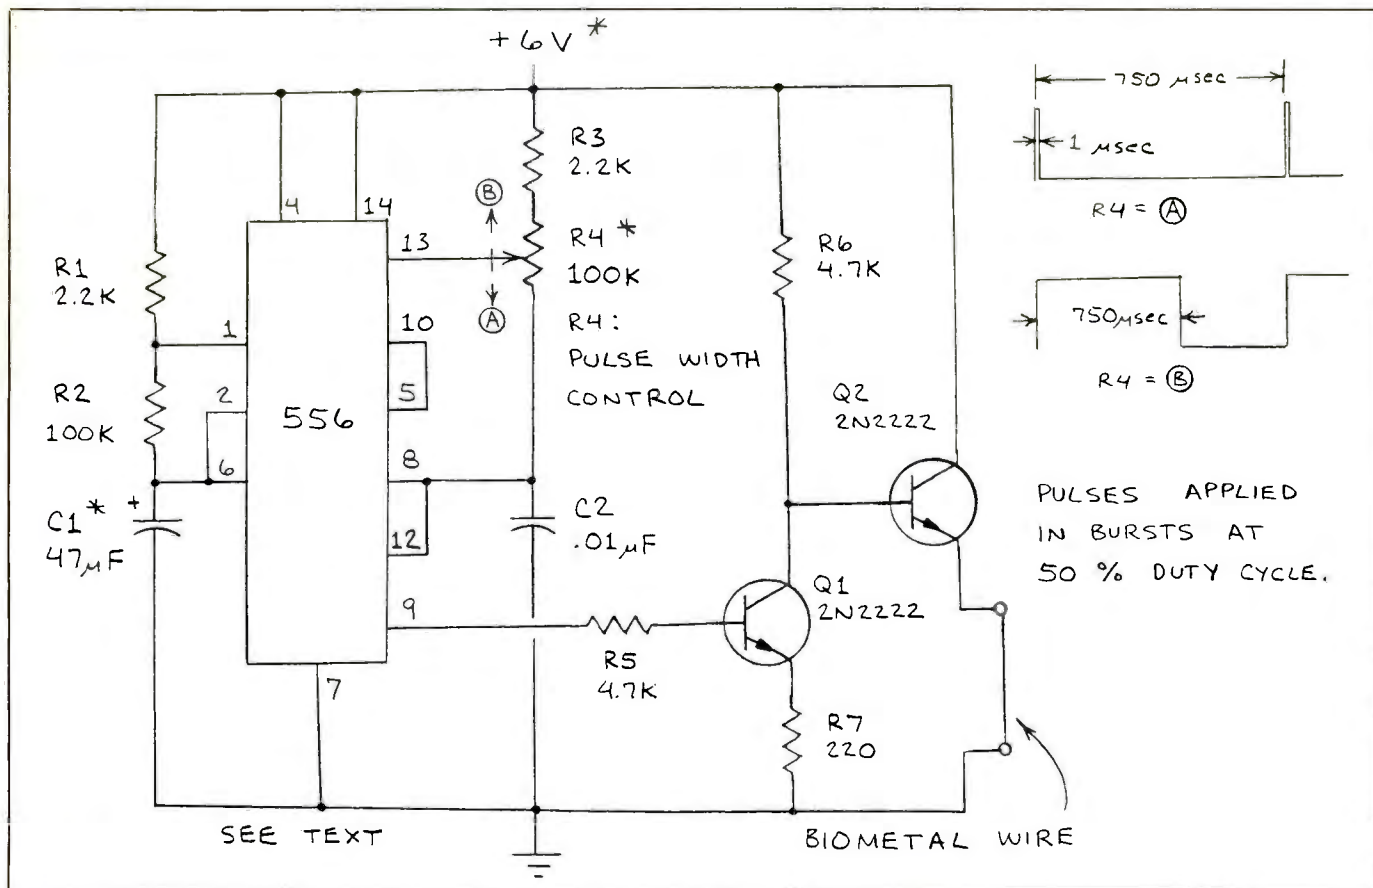 +6V *
R3
2.2K
R4 *
100K
R4:
PULSE WIDTH
CONTROL
B
A
4
14
13
1
10
2
5
6
8
12
9
7
556
R1
2.2K
R2
100K
C1 *
+
47µF
C2
.01µF
R5
4.7K
R6
4.7K
Q1
2N2222
Q2
2N2222
R7
220
750 µsec
1 µsec
R4 = A
750µsec
R4 = B
PULSES APPLIED
IN BURSTS AT
50 % DUTY CYCLE.
SEE TEXT
BIOMETAL WIRE